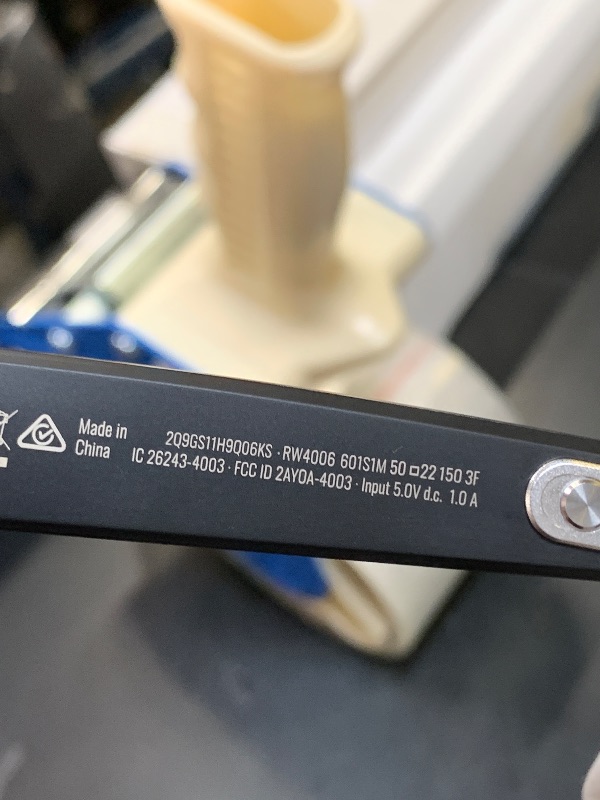 Made in
China
2Q9GS11H9Q06KS · RW4006 601S1M 50 □ 22 150 3F
IC 26243-4003 · FCC ID 2AYOA-4003 · Input 5.0V d.c. 1.0 A